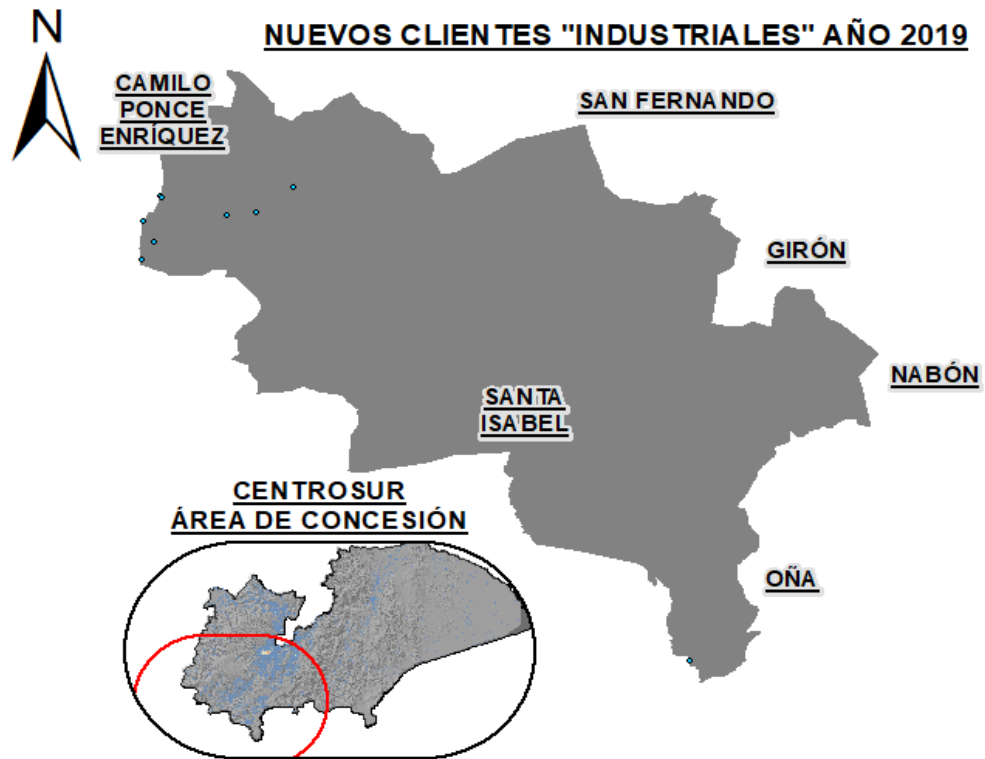 N
NUEVOS CLIENTES "INDUSTRIALES" AÑO 2019
CAMILO
PONCE
ENRÍQUEZ
SAN FERNANDO
GIRÓN
NABÓN
SANTA
ISABEL
CENTROSUR
ÁREA DE CONCESIÓN
OÑA